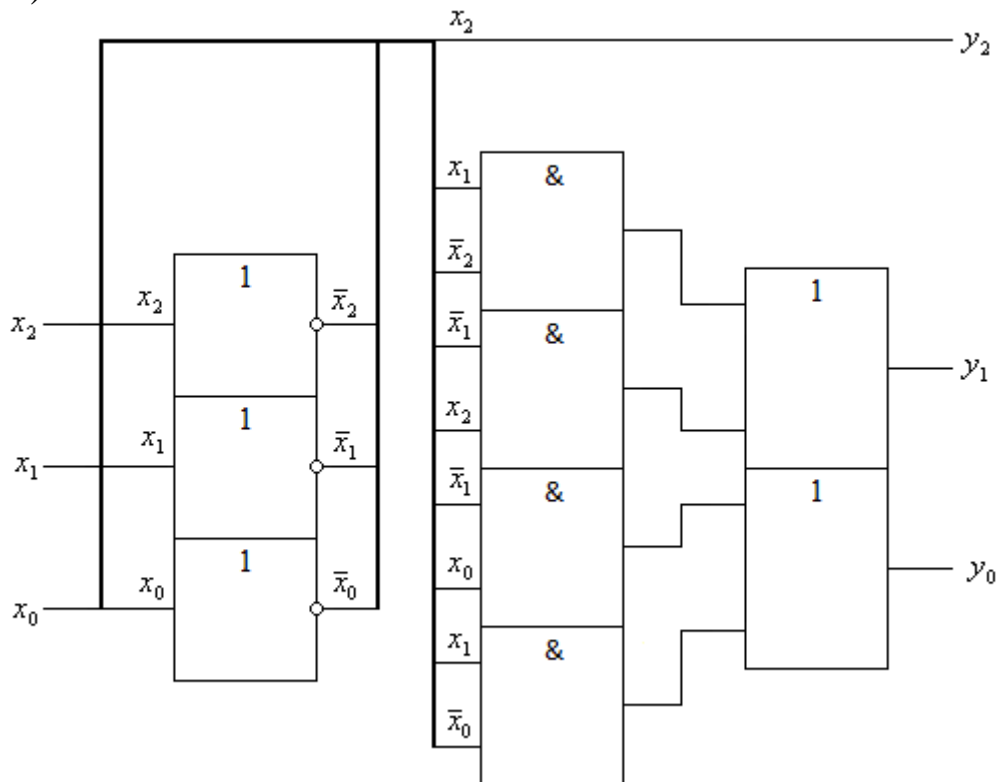 )
x₂
y₂
x₁
&
x̄₂
x̄₁
&
x₂
x̄₁
&
x₀
x₁
&
x̄₀
x₂
x₂
1
x̄₂
x₁
x₁
1
x̄₁
x₀
x₀
1
x̄₀
1
y₁
1
y₀